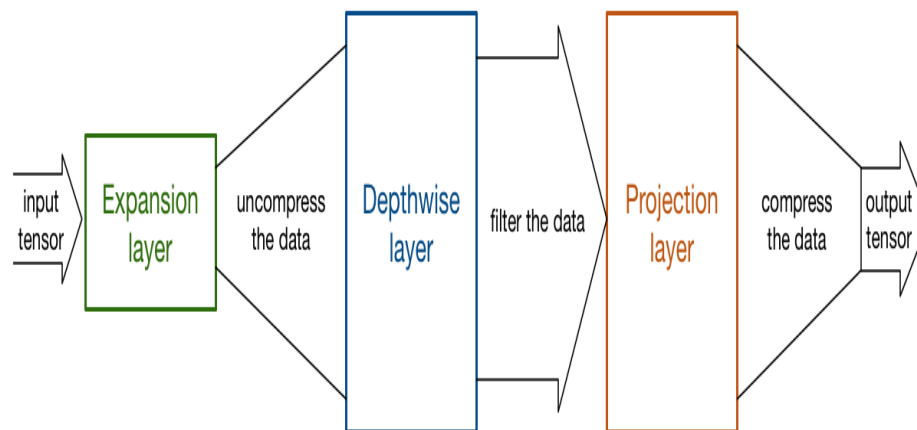 input
tensor
Expansion
layer
uncompress
the data
Depthwise
layer
filter the data
Projection
layer
compress
the data
output
tensor